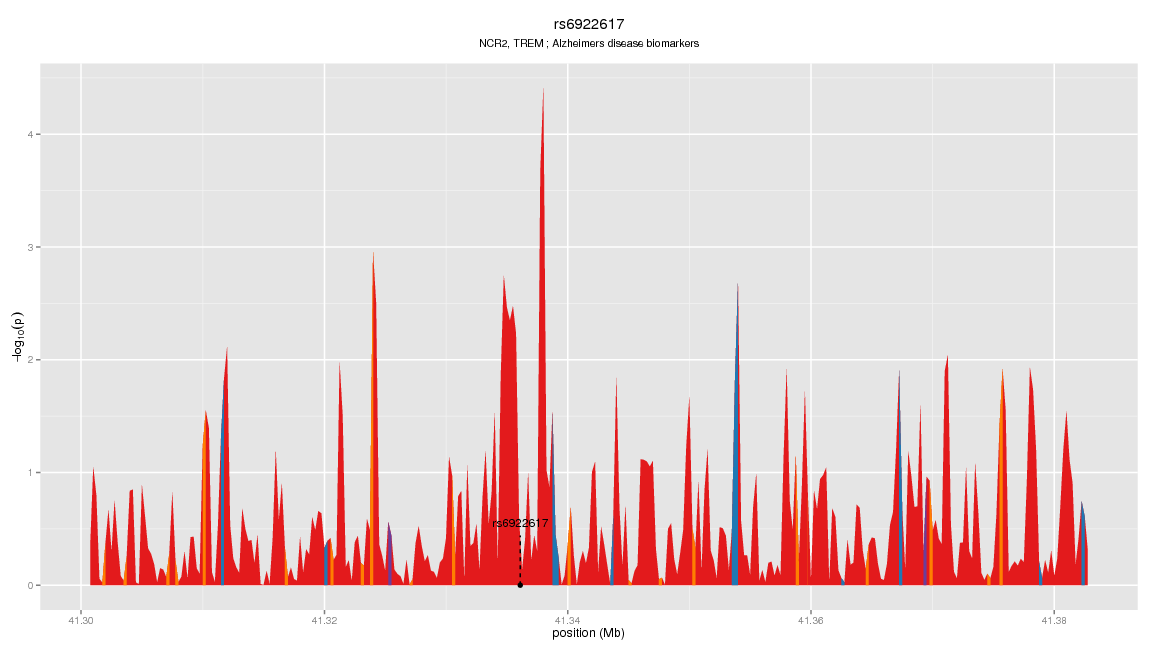 rs6922617
NCR2, TREM ; Alzheimers disease biomarkers
4
3
2
1
0
−log10(p)
rs6922617
41.30
41.32
41.34
41.36
41.38
position (Mb)